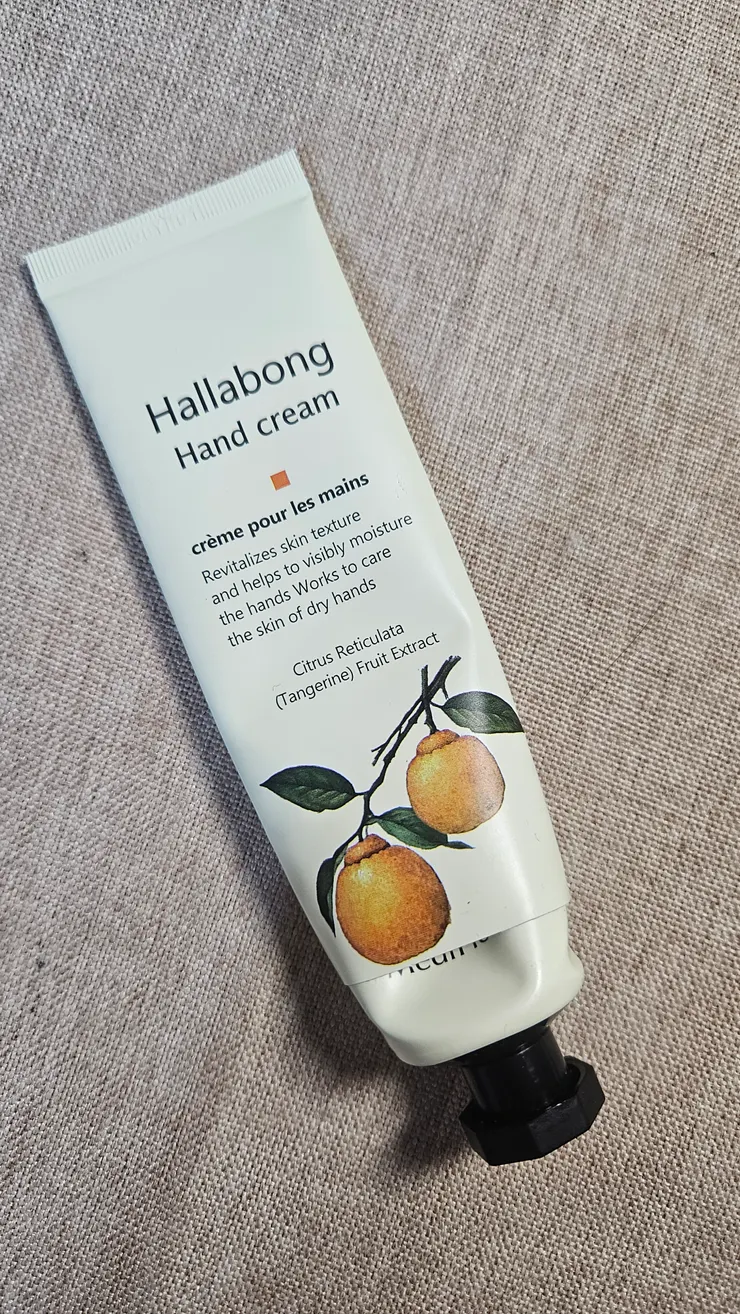 Hallabong
Hand cream
crème pour les mains
Revitalizes skin texture
and helps to visibly moisture
the hands Works to care
the skin of dry hands
Citrus Reticulata
(Tangerine) Fruit Extract